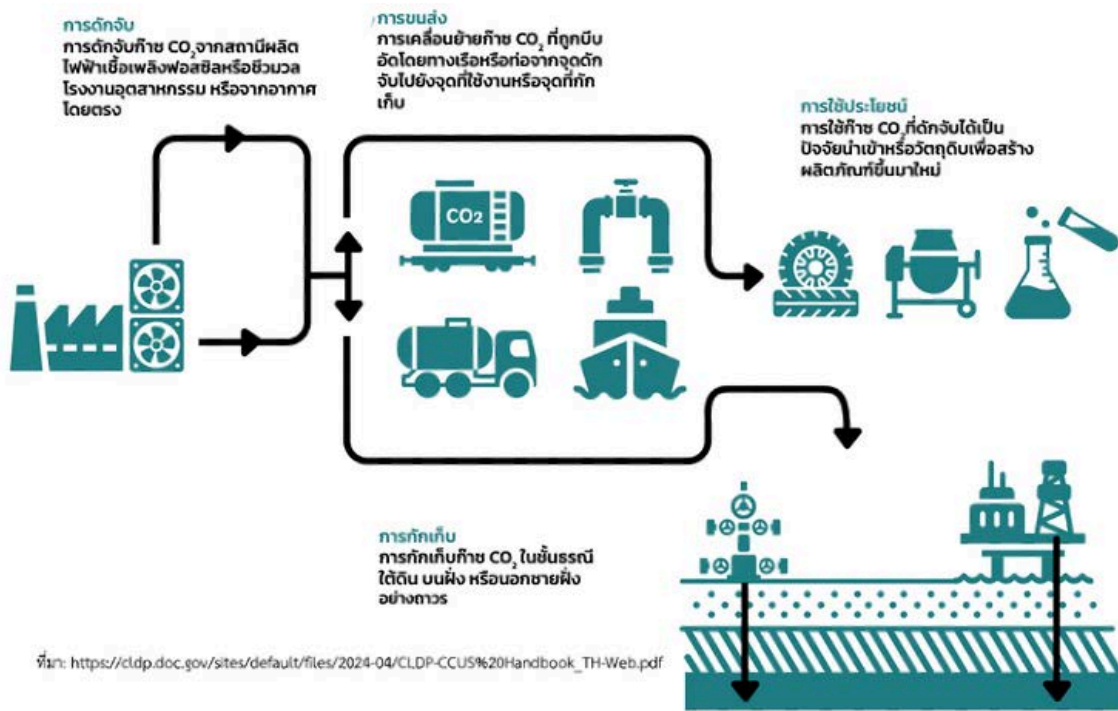 การดักจับ
การดักจับก๊าซ CO₂จากสถานีผลิต
ไฟฟ้าเชื้อเพลิงฟอสซิลหรือชีวมวล
โรงงานอุตสาหกรรม หรือจากอากาศ
โดยตรง
การขนส่ง
การเคลื่อนย้ายก๊าซ CO₂ ที่ถูกบีบ
อัดโดยทางเรือหรือท่อจากจุดดัก
จับไปยังจุดที่ใช้งานหรือจุดที่กัก
เก็บ
การใช้ประโยชน์
การใช้ก๊าซ CO₂ที่ดักจับได้เป็น
ปัจจัยนำเข้าหรือวัตถุดิบเพื่อสร้าง
ผลิตภัณฑ์ขึ้นมาใหม่
CO2
การกักเก็บ
การกักเก็บก๊าซ CO₂ ในชั้นธรณี
ใต้ดิน บนฝั่ง หรือนอกชายฝั่ง
อย่างถาวร
ที่มา: https://cldp.doc.gov/sites/default/files/2024-04/CLDP-CCUS%20Handbook_TH-Web.pdf